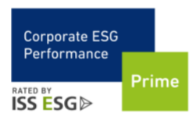 Corporate ESG
Performance
Prime
RATED BY
ISS ESG